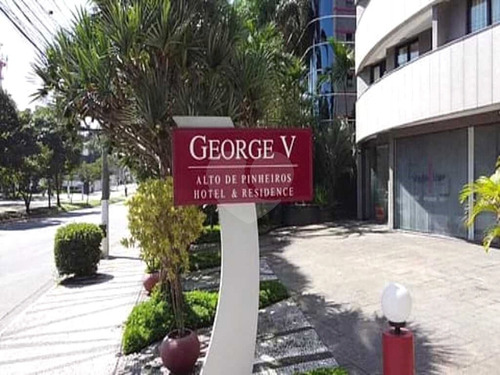 GEORGE V
ALTO DE PINHEIROS
HOTEL & RESIDENCE